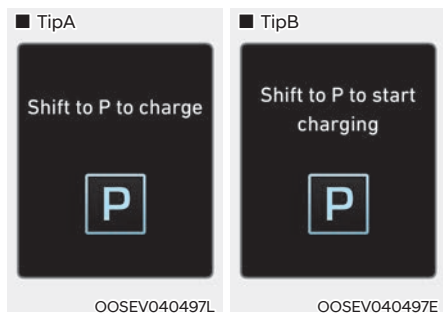 ■ TipA
Shift to P to charge
P
OOSEV040497L
■ TipB
Shift to P to start
charging
P
OOSEV040497E